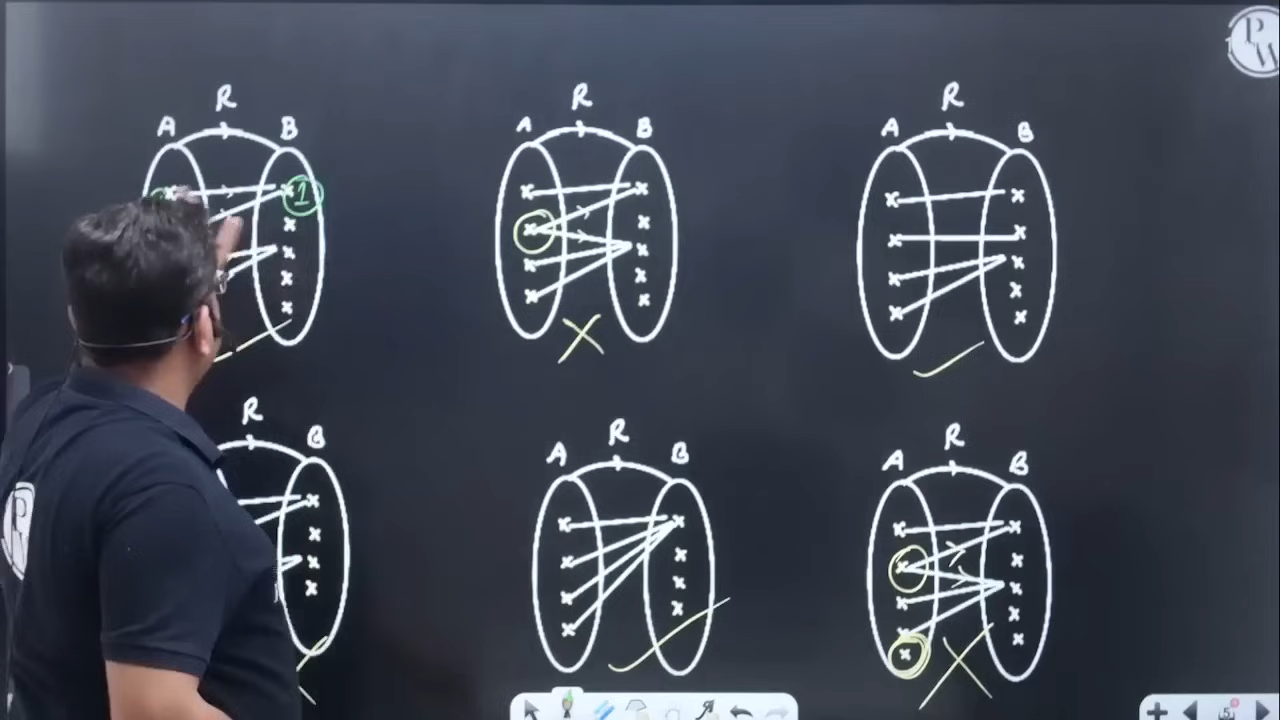 R R R
A B A B A B
1
R R R
B A B A B
P
W
P